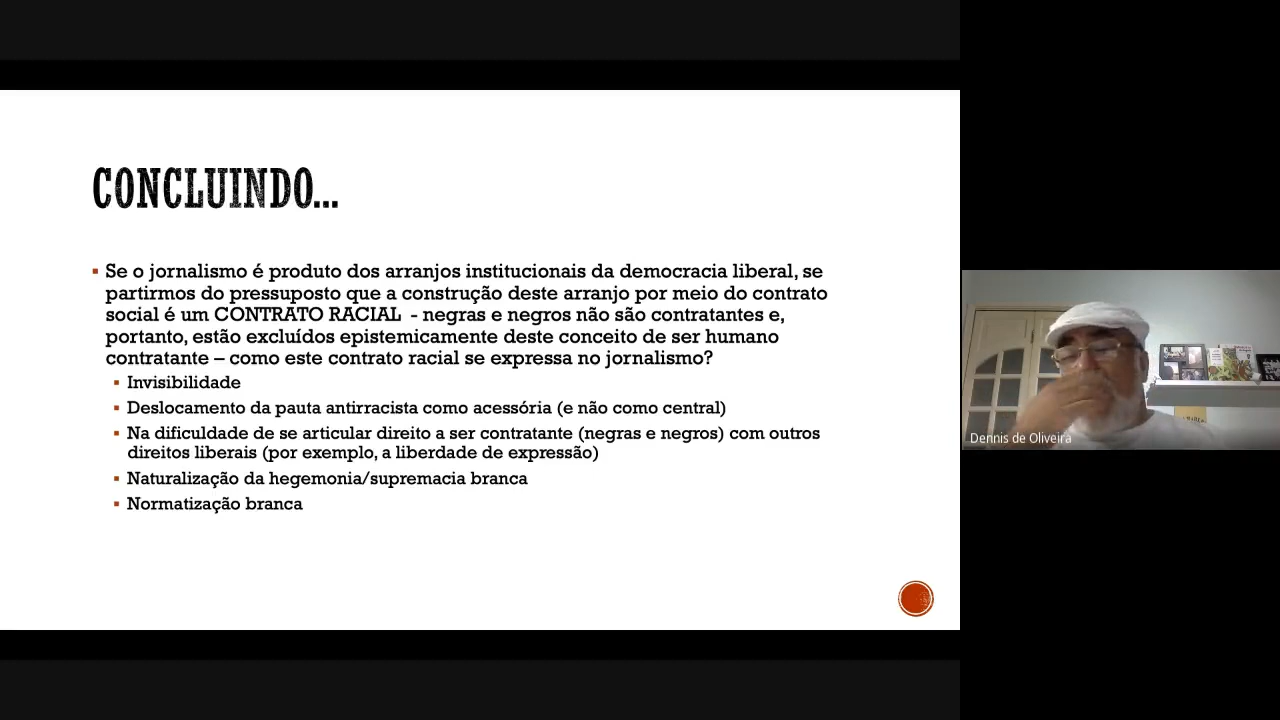 CONCLUINDO...
Se o jornalismo é produto dos arranjos institucionais da democracia liberal, se
partirmos do pressuposto que a construção deste arranjo por meio do contrato
social é um CONTRATO RACIAL - negras e negros não são contratantes e,
portanto, estão excluídos epistemicamente deste conceito de ser humano
contratante – como este contrato racial se expressa no jornalismo?
Invisibilidade
Deslocamento da pauta antirracista como acessória (e não como central)
Na dificuldade de se articular direito a ser contratante (negras e negros) com outros
direitos liberais (por exemplo, a liberdade de expressão)
Naturalização da hegemonia/supremacia branca
Normatização branca
Dennis de Oliveira